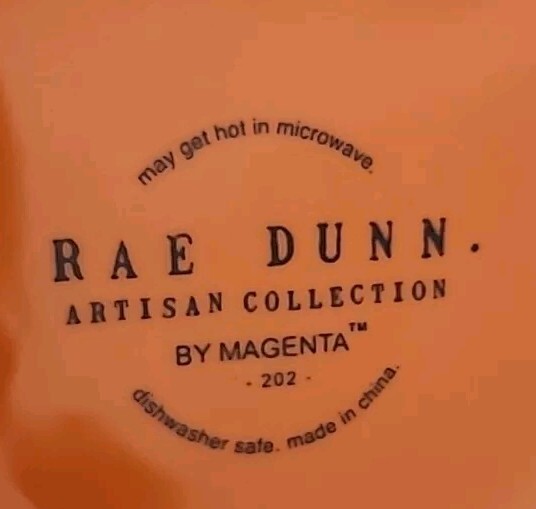 may get hot in microwave.
RAE DUNN.
ARTISAN COLLECTION
BY MAGENTA™
· 202 ·
dishwasher safe. made in china.